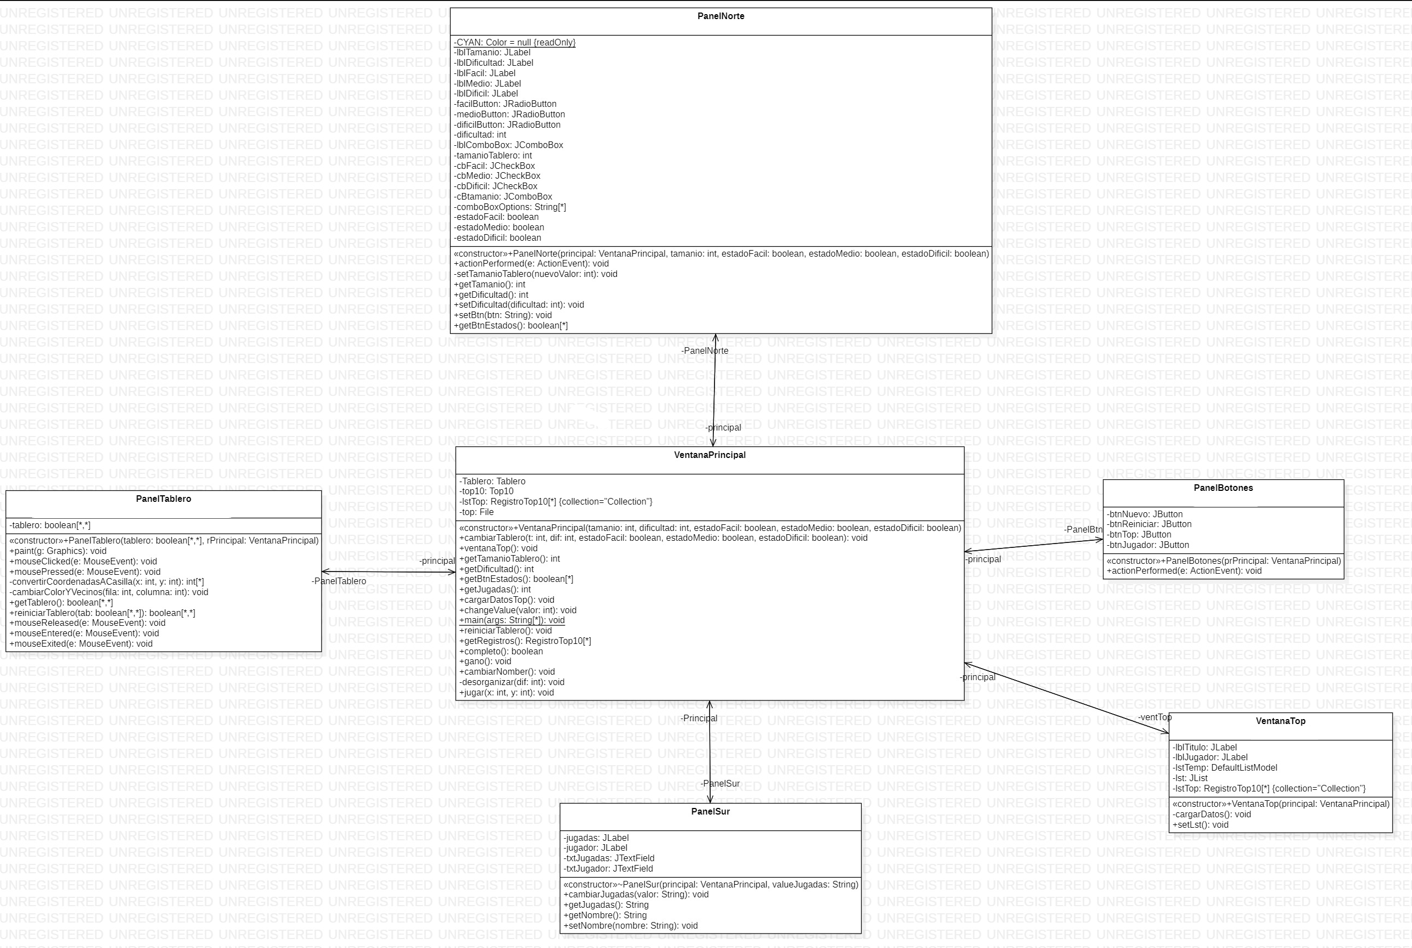 PanelNorte
-CYAN: Color = null {readOnly}
-lblTamanio: JLabel
-lblDificultad: JLabel
-lblFacil: JLabel
-lblMedio: JLabel
-lblDificil: JLabel
-facilButton: JRadioButton
-medioButton: JRadioButton
-dificilButton: JRadioButton
-dificultad: int
-lblComboBox: JComboBox
-tamanioTablero: int
-cbFacil: JCheckBox
-cbMedio: JCheckBox
-cbDificil: JCheckBox
-cBtamanio: JComboBox
-comboBoxOptions: String[*]
-estadoFacil: boolean
-estadoMedio: boolean
-estadoDificil: boolean
«constructor»+PanelNorte(principal: VentanaPrincipal, tamanio: int, estadoFacil: boolean, estadoMedio: boolean, estadoDificil: boolean)
+actionPerformed(e: ActionEvent): void
-setTamanioTablero(nuevoValor: int): void
+getTamanio(): int
+getDificultad(): int
+setDificultad(dificultad: int): void
+setBtn(btn: String): void
+getBtnEstados(): boolean[*]
-PanelNorte
-principal
VentanaPrincipal
-Tablero: Tablero
-top10: Top10
-lstTop: RegistroTop10[*] {collection="Collection"}
-top: File
«constructor»+VentanaPrincipal(tamanio: int, dificultad: int, estadoFacil: boolean, estadoMedio: boolean, estadoDificil: boolean)
+cambiarTablero(t: int, dif: int, estadoFacil: boolean, estadoMedio: boolean, estadoDificil: boolean): void
+ventanaTop(): void
+getTamanioTablero(): int
+getDificultad(): int
+getBtnEstados(): boolean[*]
+getJugadas(): int
+cargarDatosTop(): void
+changeValue(valor: int): void
+main(args: String[*]): void
+reiniciarTablero(): void
+getRegistros(): RegistroTop10[*]
+completo(): boolean
+gano(): void
+cambiarNomber(): void
-desorganizar(dif: int): void
+jugar(x: int, y: int): void
PanelTablero
-tablero: boolean[*,*]
«constructor»+PanelTablero(tablero: boolean[*,*], rPrincipal: VentanaPrincipal)
+paint(g: Graphics): void
+mouseClicked(e: MouseEvent): void
+mousePressed(e: MouseEvent): void
-convertirCoordenadasACasilla(x: int, y: int): int[*]
-cambiarColorYVecinos(fila: int, columna: int): void
+getTablero(): boolean[*,*]
+reiniciarTablero(tab: boolean[*,*]): boolean[*,*]
+mouseReleased(e: MouseEvent): void
+mouseEntered(e: MouseEvent): void
+mouseExited(e: MouseEvent): void
-principal
-PanelTablero
PanelBotones
-btnNuevo: JButton
-btnReiniciar: JButton
-btnTop: JButton
-btnJugador: JButton
«constructor»+PanelBotones(prPrincipal: VentanaPrincipal)
+actionPerformed(e: ActionEvent): void
-PanelBtn
-principal
-principal
-ventTop
VentanaTop
-lblTitulo: JLabel
-lblJugador: JLabel
-lstTemp: DefaultListModel
-lst: JList
-lstTop: RegistroTop10[*] {collection="Collection"}
«constructor»+VentanaTop(principal: VentanaPrincipal)
-cargarDatos(): void
+setLst(): void
-Principal
-PanelSur
PanelSur
-jugadas: JLabel
-jugador: JLabel
-txtJugadas: JTextField
-txtJugador: JTextField
«constructor»~PanelSur(principal: VentanaPrincipal, valueJugadas: String)
+cambiarJugadas(valor: String): void
+getJugadas(): String
+getNombre(): String
+setNombre(nombre: String): void
UNREGISTERED